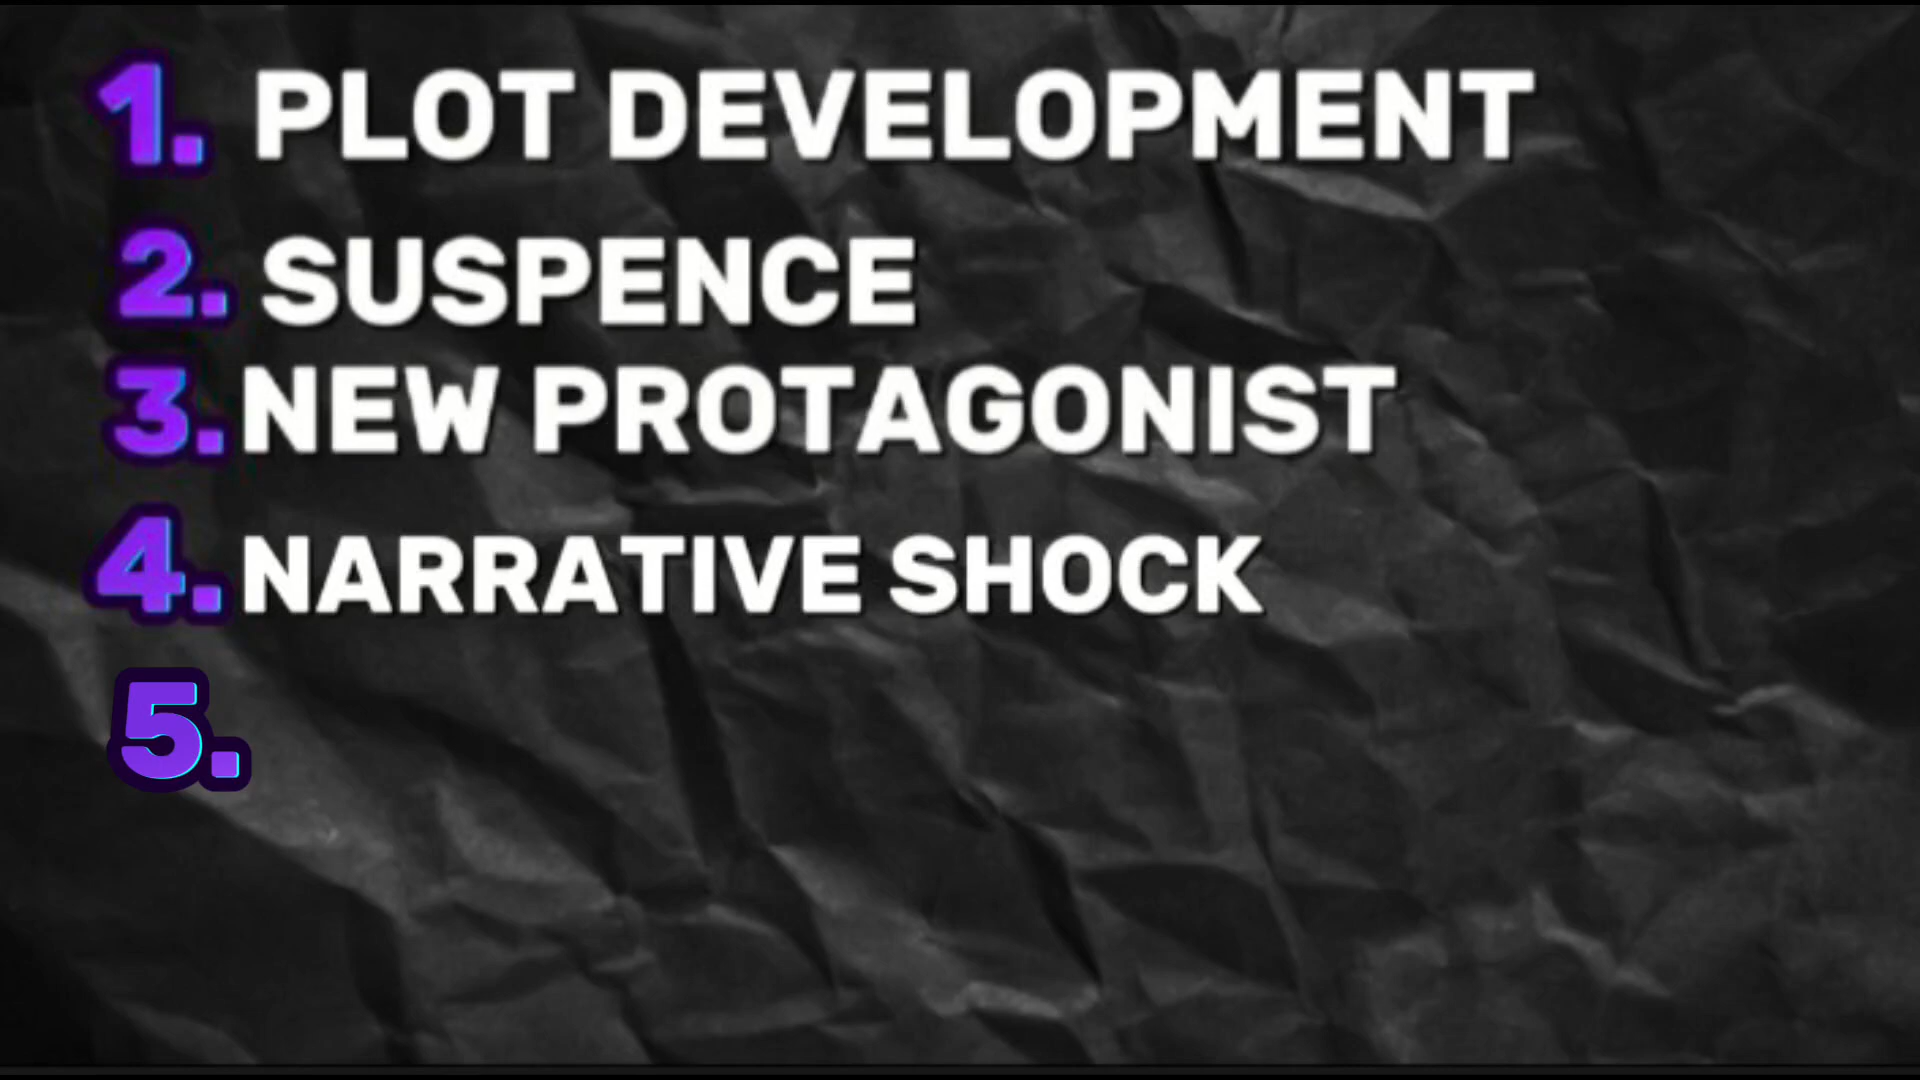 1. PLOT DEVELOPMENT
2. SUSPENCE
3. NEW PROTAGONIST
4. NARRATIVE SHOCK
5.